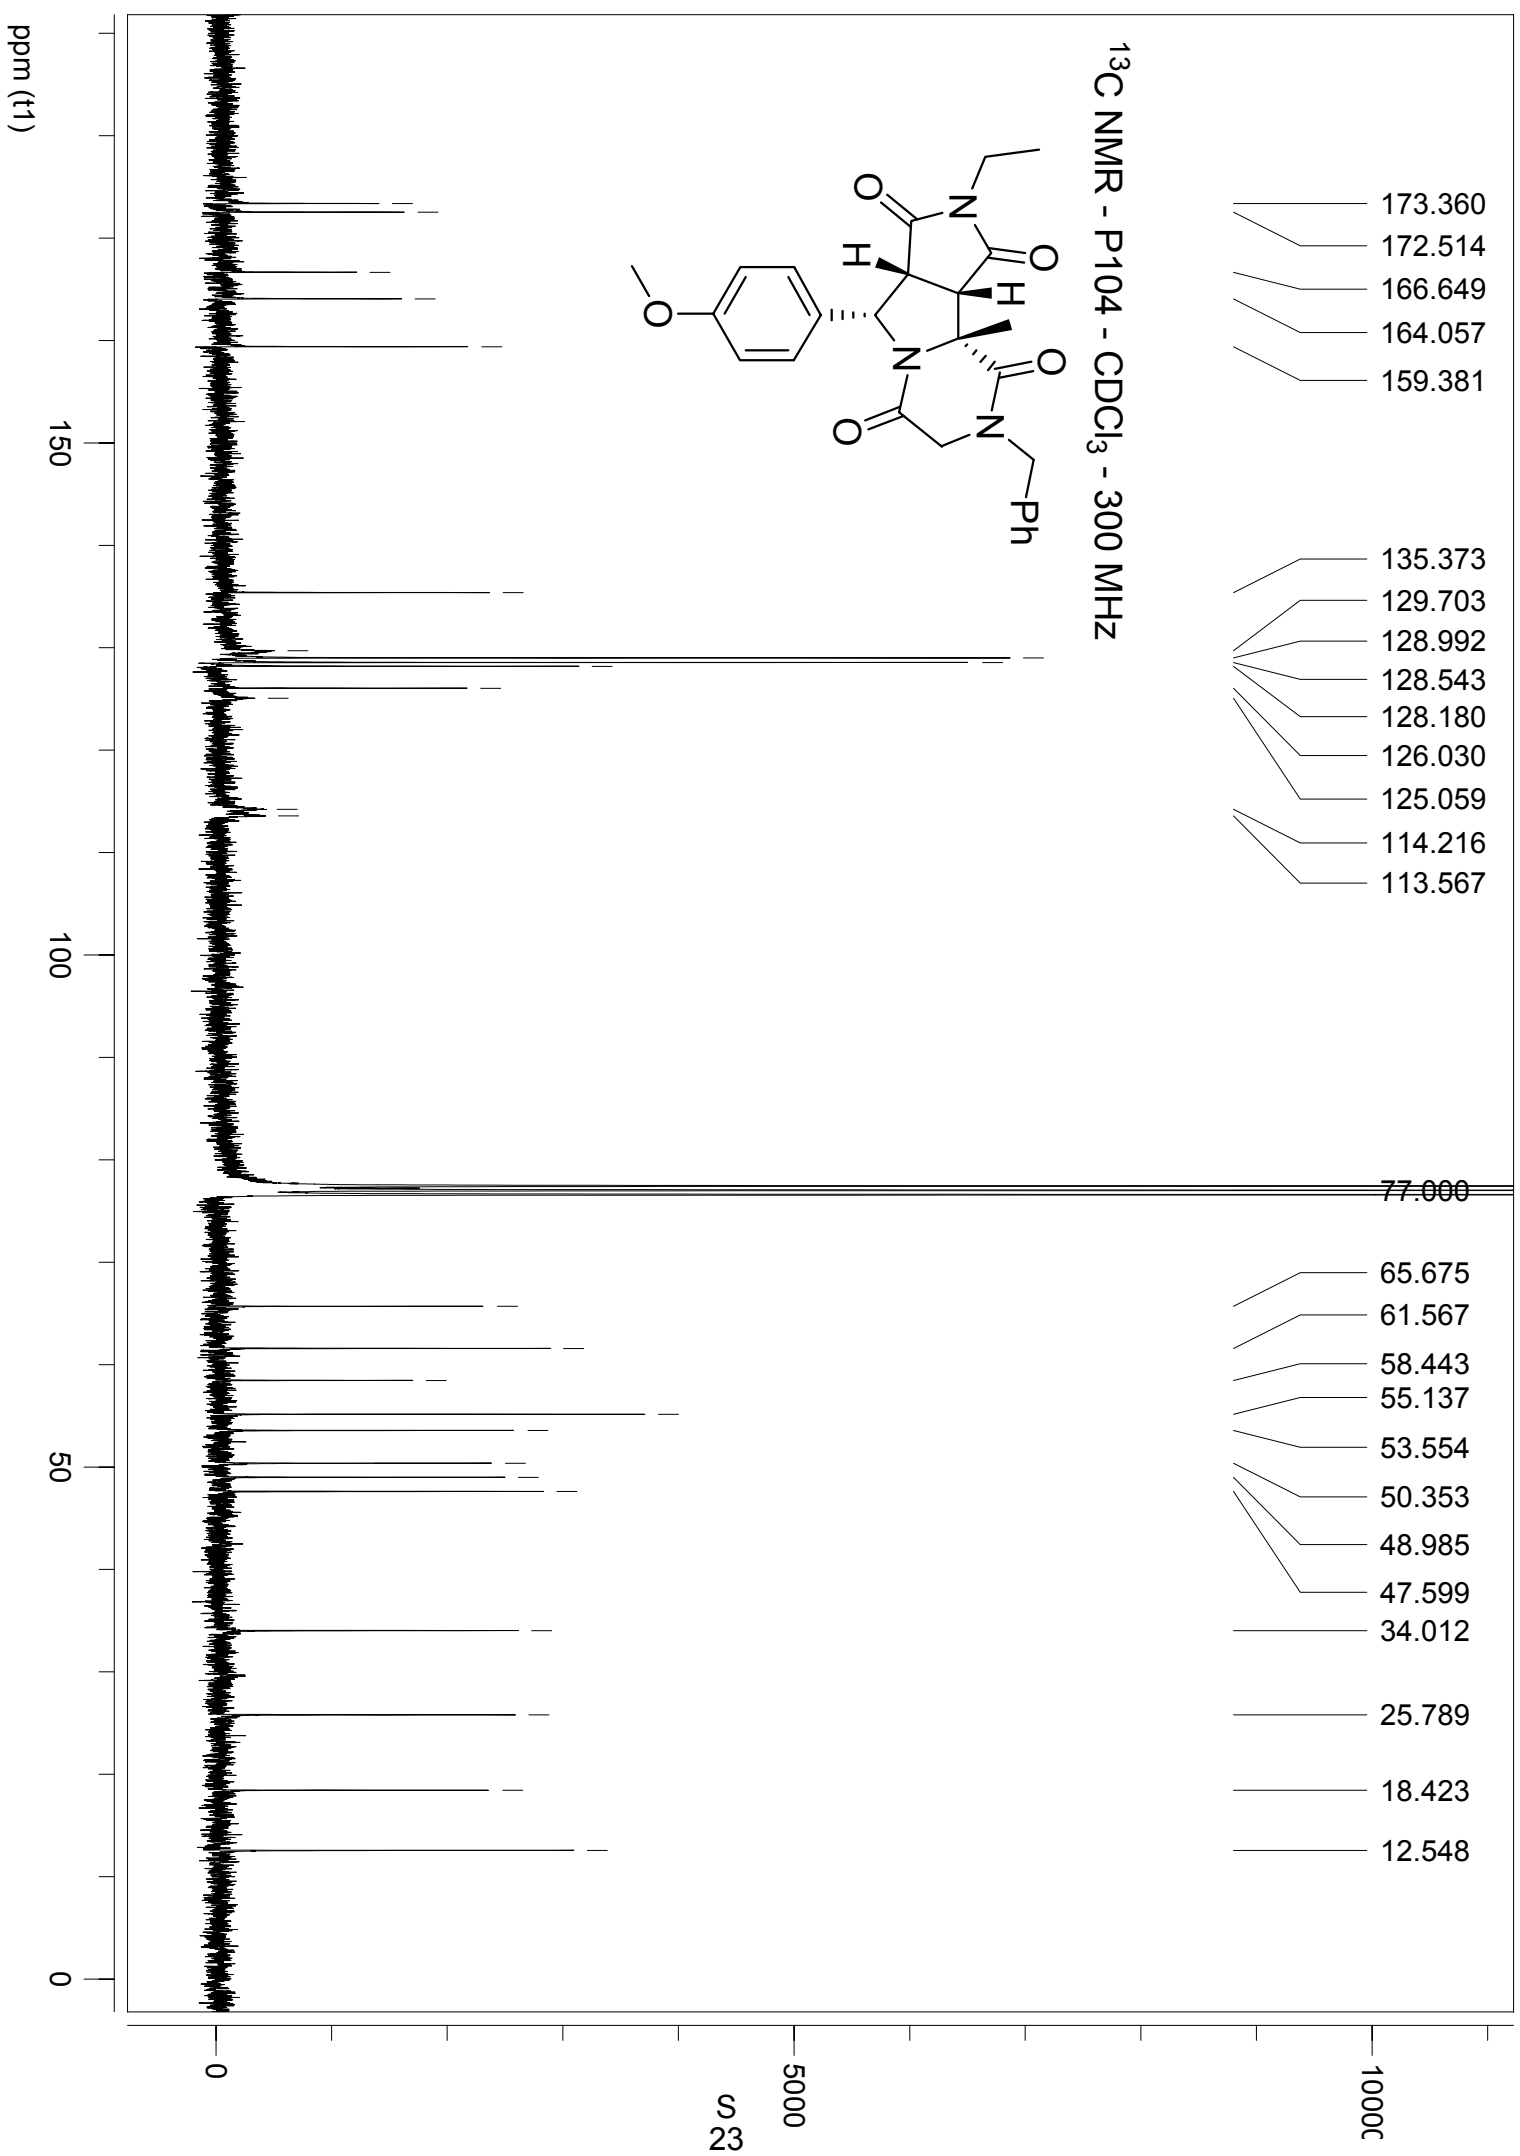 ¹³C NMR - P104 - CDCl₃ - 300 MHz
173.360
172.514
166.649
164.057
159.381
135.373
129.703
128.992
128.543
128.180
126.030
125.059
114.216
113.567
77.000
65.675
61.567
58.443
55.137
53.554
50.353
48.985
47.599
34.012
25.789
18.423
12.548
N
O
O
H
H
O
N
O
N
O
Ph
ppm (t1)
150
100
50
0
0
5000
10000
S
23